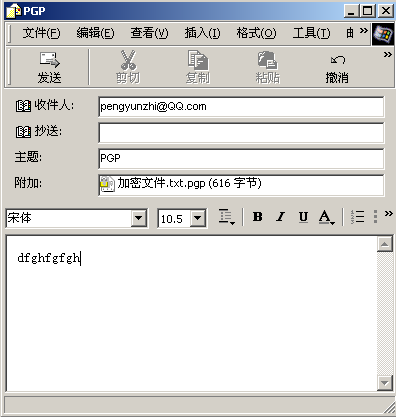 PGP
文件(F) 编辑(E) 查看(V) 插入(I) 格式(O) 工具(T) 由 »
发送 剪切 复制 粘贴 撤消 »
收件人: pengyunzhi@QQ.com
抄送:
主题: PGP
附加: 加密文件.txt.pgp (616 字节)
宋体 10.5 B I U A »
dfghfgfgh